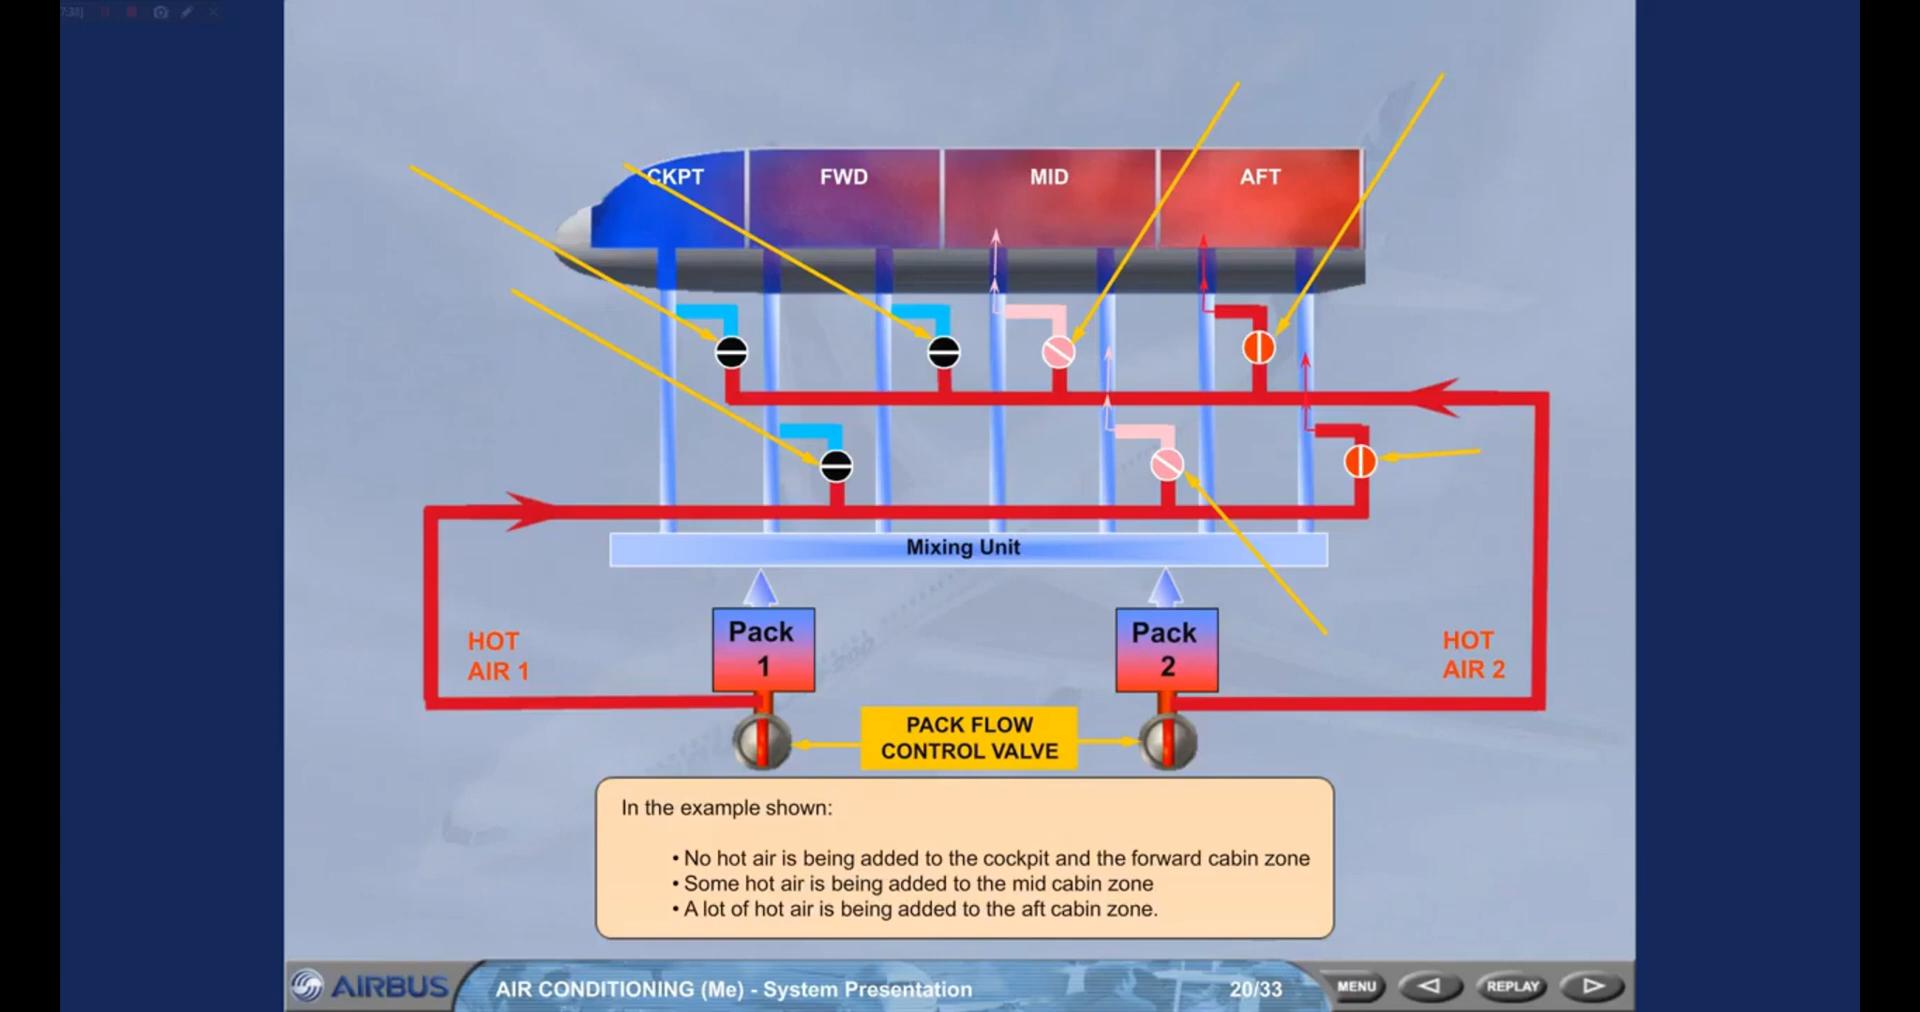 7:38]
CKPT FWD MID AFT
Mixing Unit
Pack
1
Pack
2
HOT
AIR 1
HOT
AIR 2
PACK FLOW
CONTROL VALVE
In the example shown:
• No hot air is being added to the cockpit and the forward cabin zone
• Some hot air is being added to the mid cabin zone
• A lot of hot air is being added to the aft cabin zone.
AIRBUS
AIR CONDITIONING (Me) - System Presentation 20/33
MENU REPLAY